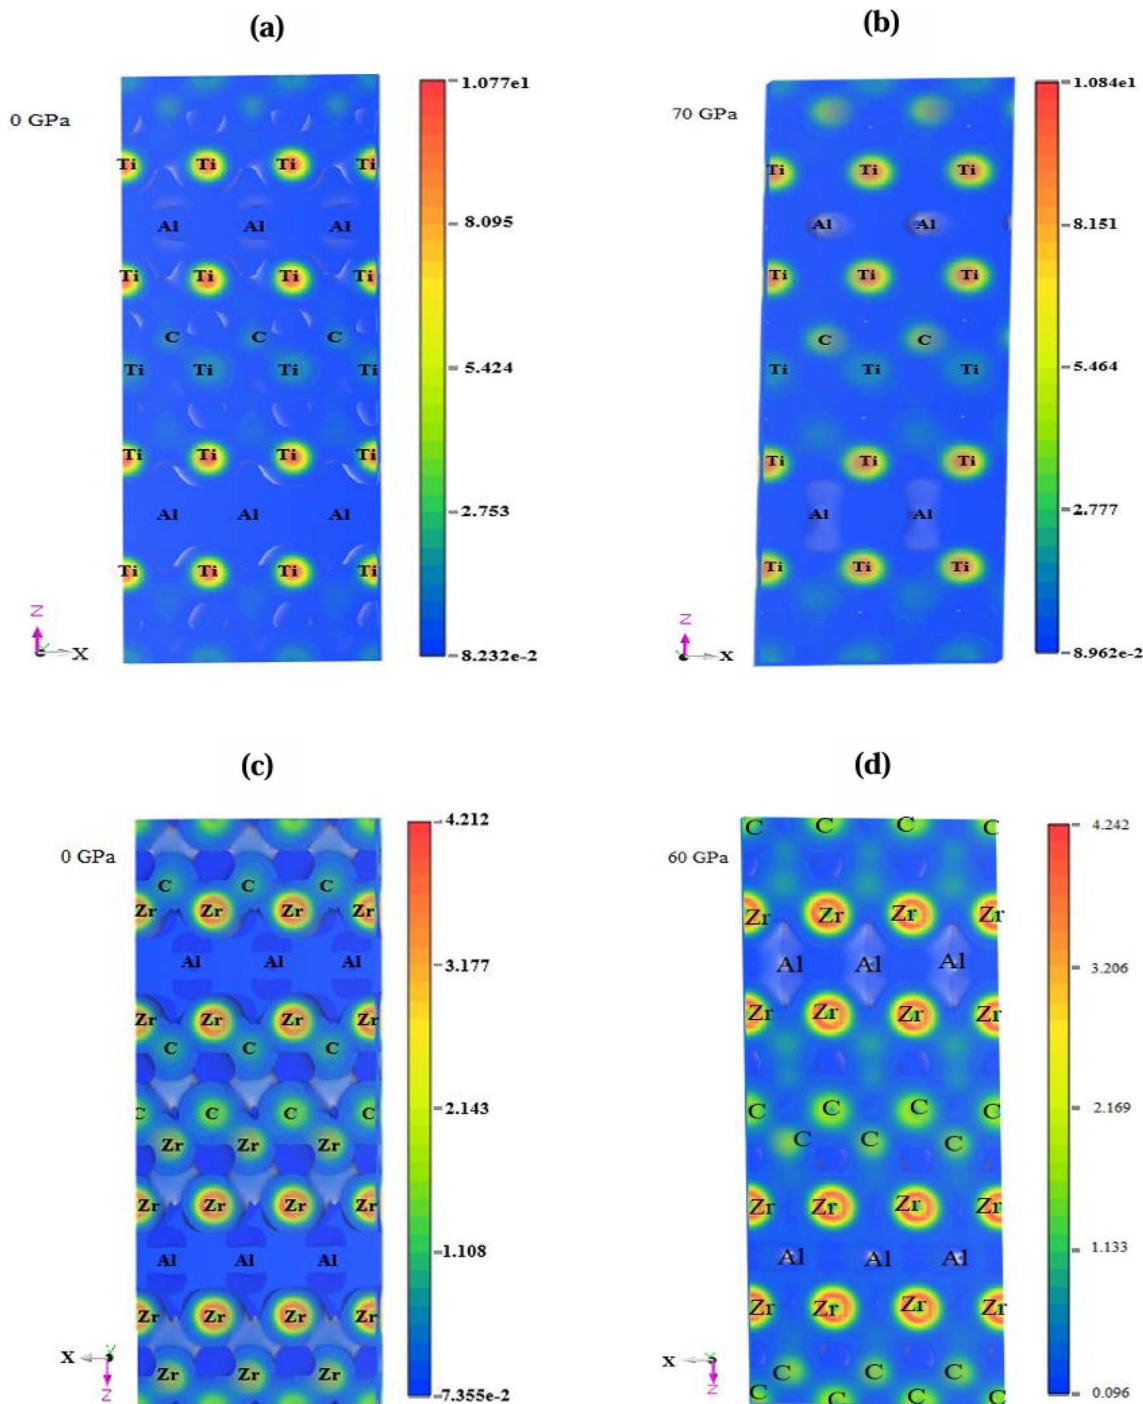 (a)
0 GPa
Ti Ti Ti Ti
Al Al Al
Ti Ti Ti Ti
C C C
Ti Ti Ti Ti
Ti Ti Ti Ti
Al Al Al
Ti Ti Ti Ti
1.077e1
8.095
5.424
2.753
8.232e-2
Z
X
(b)
70 GPa
Ti Ti Ti
Al Al
Ti Ti Ti
C C
Ti Ti Ti
Ti Ti Ti
Al Al
Ti Ti Ti
1.084e1
8.151
5.464
2.777
8.962e-2
Z
X
(c)
0 GPa
C C C
Zr Zr Zr Zr
Al Al Al
Zr Zr Zr Zr
C C C
C C C C
Zr Zr Zr
Zr Zr Zr Zr
Al Al Al
Zr Zr Zr Zr
Zr Zr Zr
4.212
3.177
2.143
1.108
7.355e-2
X
Y
Z
(d)
60 GPa
C C C C
Zr Zr Zr Zr
Al Al Al
Zr Zr Zr Zr
C C C C
C C C
Zr Zr Zr Zr
Al Al Al
Zr Zr Zr Zr
C C C
C C C C
4.242
3.206
2.169
1.133
0.096
X
Z